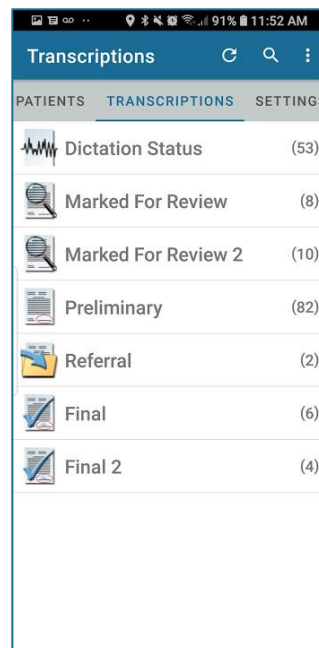 91% 11:52 AM
Transcriptions
PATIENTS TRANSCRIPTIONS SETTING
Dictation Status (53)
Marked For Review (8)
Marked For Review 2 (10)
Preliminary (82)
Referral (2)
Final (6)
Final 2 (4)